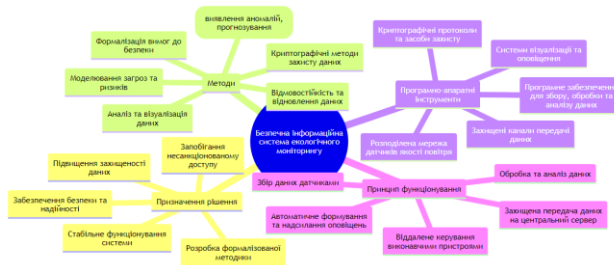 виявлення аномалій,
прогнозування
Формалізація вимог до
безпеки
Криптографічні методи
захисту даних
Моделювання загроз та
ризиків
Методи
Відмовостійкість та
відновлення даних
Аналіз та візуалізація
даних
Криптографічні протоколи
та засоби захисту
Системи візуалізації та
оповіщення
Програмно-апаратні
інструменти
Програмне забезпечення
для збору, обробки та
аналізу даних
Розподілена мережа
датчиків якості повітря
Захищені канали передачі
даних
Безпечна інформаційна
система екологічного
моніторингу
Запобігання
несанкціонованому
доступу
Підвищення захищеності
даних
Забезпечення безпеки та
надійності
Призначення рішення
Стабільне функціонування
системи
Розробка формалізованої
методики
Збір даних датчиками
Принцип функціонування
Обробка та аналіз даних
Автоматичне формування
та надсилання оповіщень
Захищена передача даних
на центральний сервер
Віддалене керування
виконавчими пристроями